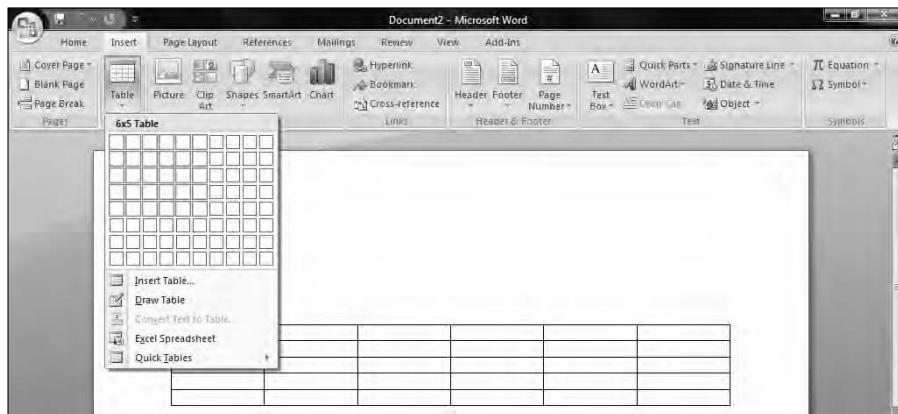 Document2 - Microsoft Word
Home Insert Page Layout References Mailings Review View Add-Ins
Cover Page
Blank Page
Page Break
Pages
Table
Picture
Clip Art
Shapes
SmartArt
Chart
Hyperlink
Bookmark
Cross-reference
Links
Header
Footer
Page Number
Header & Footer
Text Box
Quick Parts
WordArt
Drop Cap
Signature Line
Date & Time
Object
Text
Equation
Symbol
Symbols
6x5 Table
Insert Table...
Draw Table
Convert Text to Table...
Excel Spreadsheet
Quick Tables